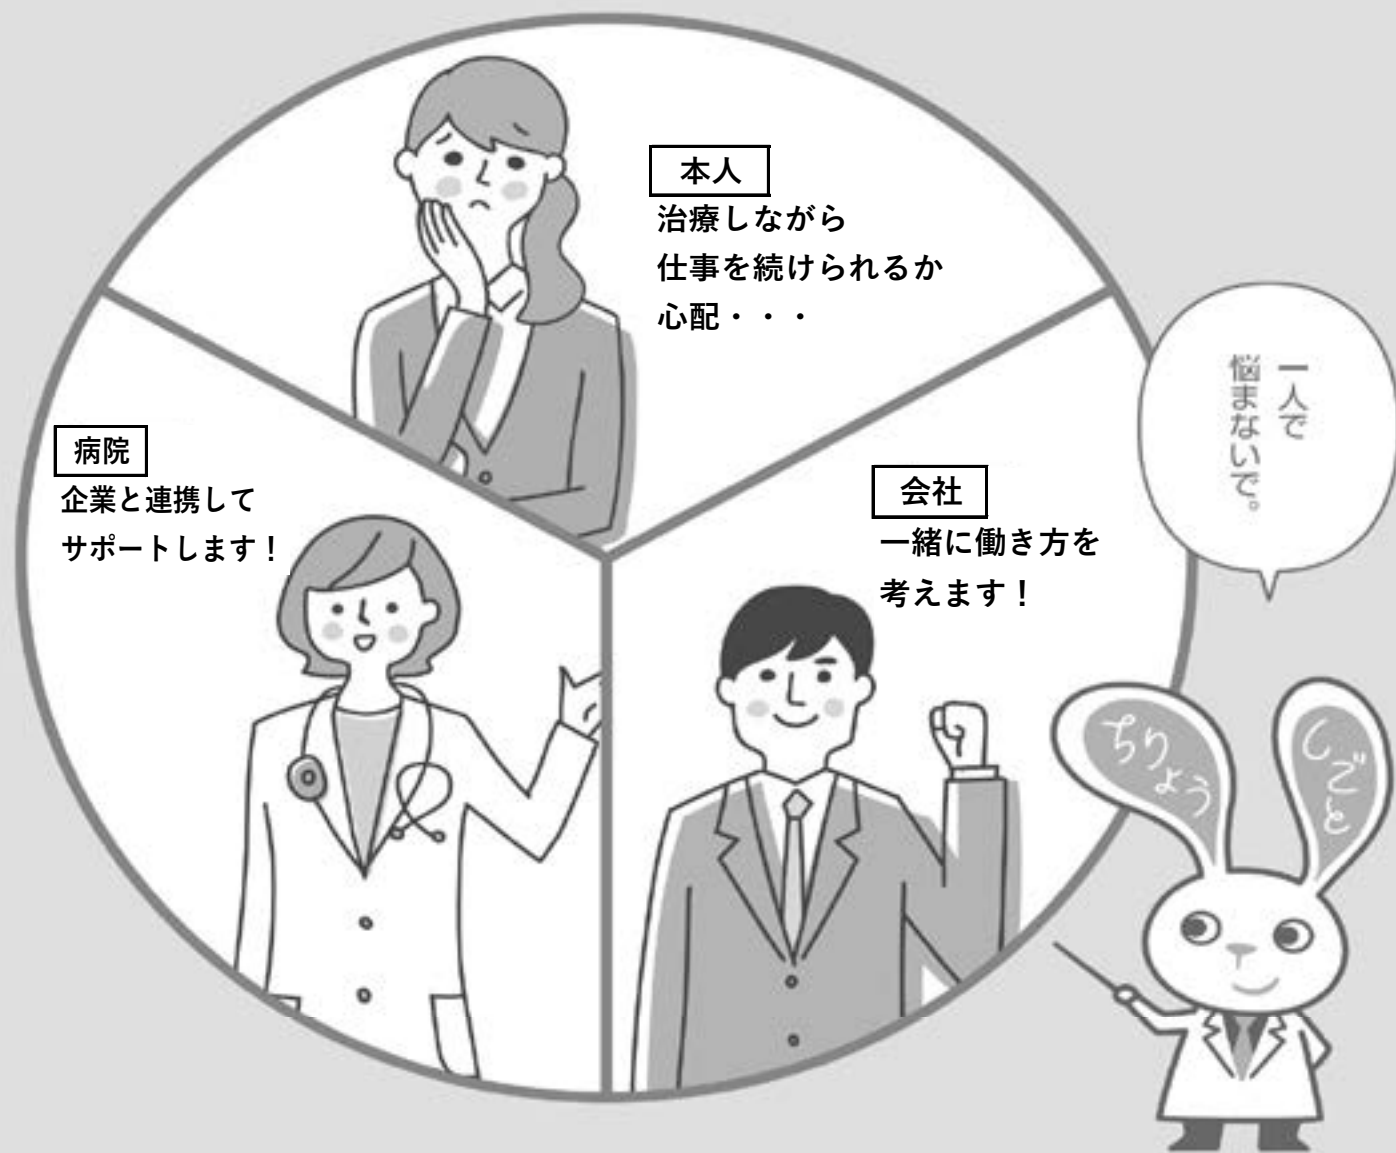 本人
治療しながら
仕事を続けられるか
心配・・・
病院
企業と連携して
サポートします！
会社
一緒に働き方を
考えます！
一人で
悩まないで。
ちりょう
しごと